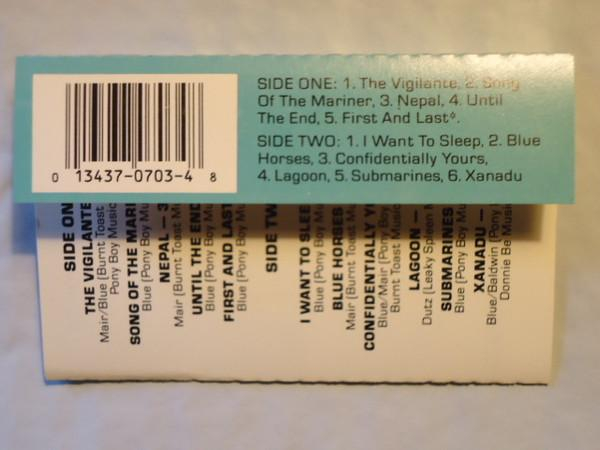 SIDE ONE: 1. The Vigilante, 2. Song
Of The Mariner, 3. Nepal, 4. Until
The End, 5. First And Last*.
SIDE TWO: 1. I Want To Sleep, 2. Blue
Horses, 3. Confidentially Yours,
4. Lagoon, 5. Submarines, 6. Xanadu
0 13437-0703-4 8
SIDE ON
THE VIGILANTE
Mair/Blue (Burnt Toast
Pony Boy Music
SONG OF THE MARI
Blue (Pony Boy Mu
NEPAL — 3
Mair (Burnt Toast M
UNTIL THE END
Blue (Pony Boy Mu
FIRST AND LAST
Blue (Pony Boy Mu
SIDE TW
I WANT TO SLEE
Blue (Pony Boy Mus
BLUE HORSES
Mair (Burnt Toast Mu
CONFIDENTIALLY Y
Blue/Mair (Pony Boy
Burnt Toast Mus
LAGOON —
Dutz (Leaky Spleen M
SUBMARINES
Blue (Pony Boy Mus
XANADU —
Blue/Baldwin (Pony
Donnie Be Music